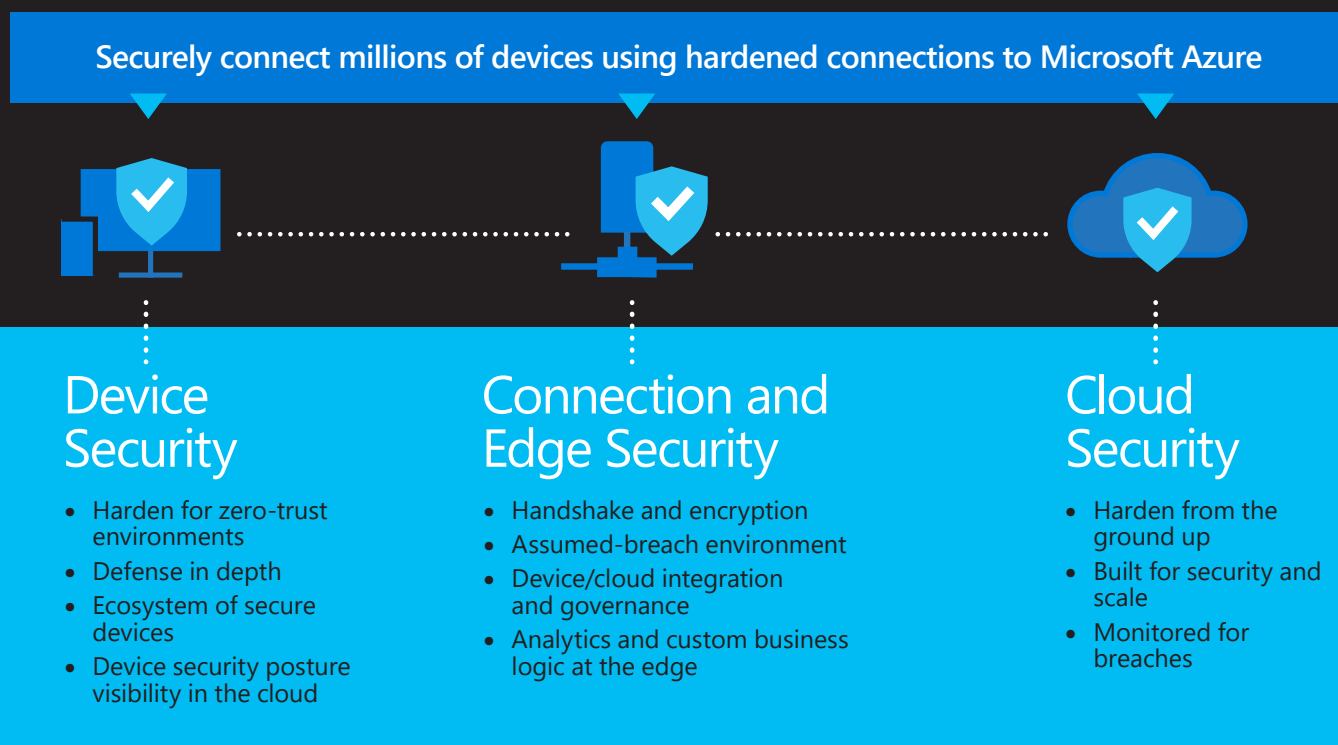 Securely connect millions of devices using hardened connections to Microsoft Azure
Device
Security
• Harden for zero-trust
environments
• Defense in depth
• Ecosystem of secure
devices
• Device security posture
visibility in the cloud
Connection and
Edge Security
• Handshake and encryption
• Assumed-breach environment
• Device/cloud integration
and governance
• Analytics and custom business
logic at the edge
Cloud
Security
• Harden from the
ground up
• Built for security and
scale
• Monitored for
breaches